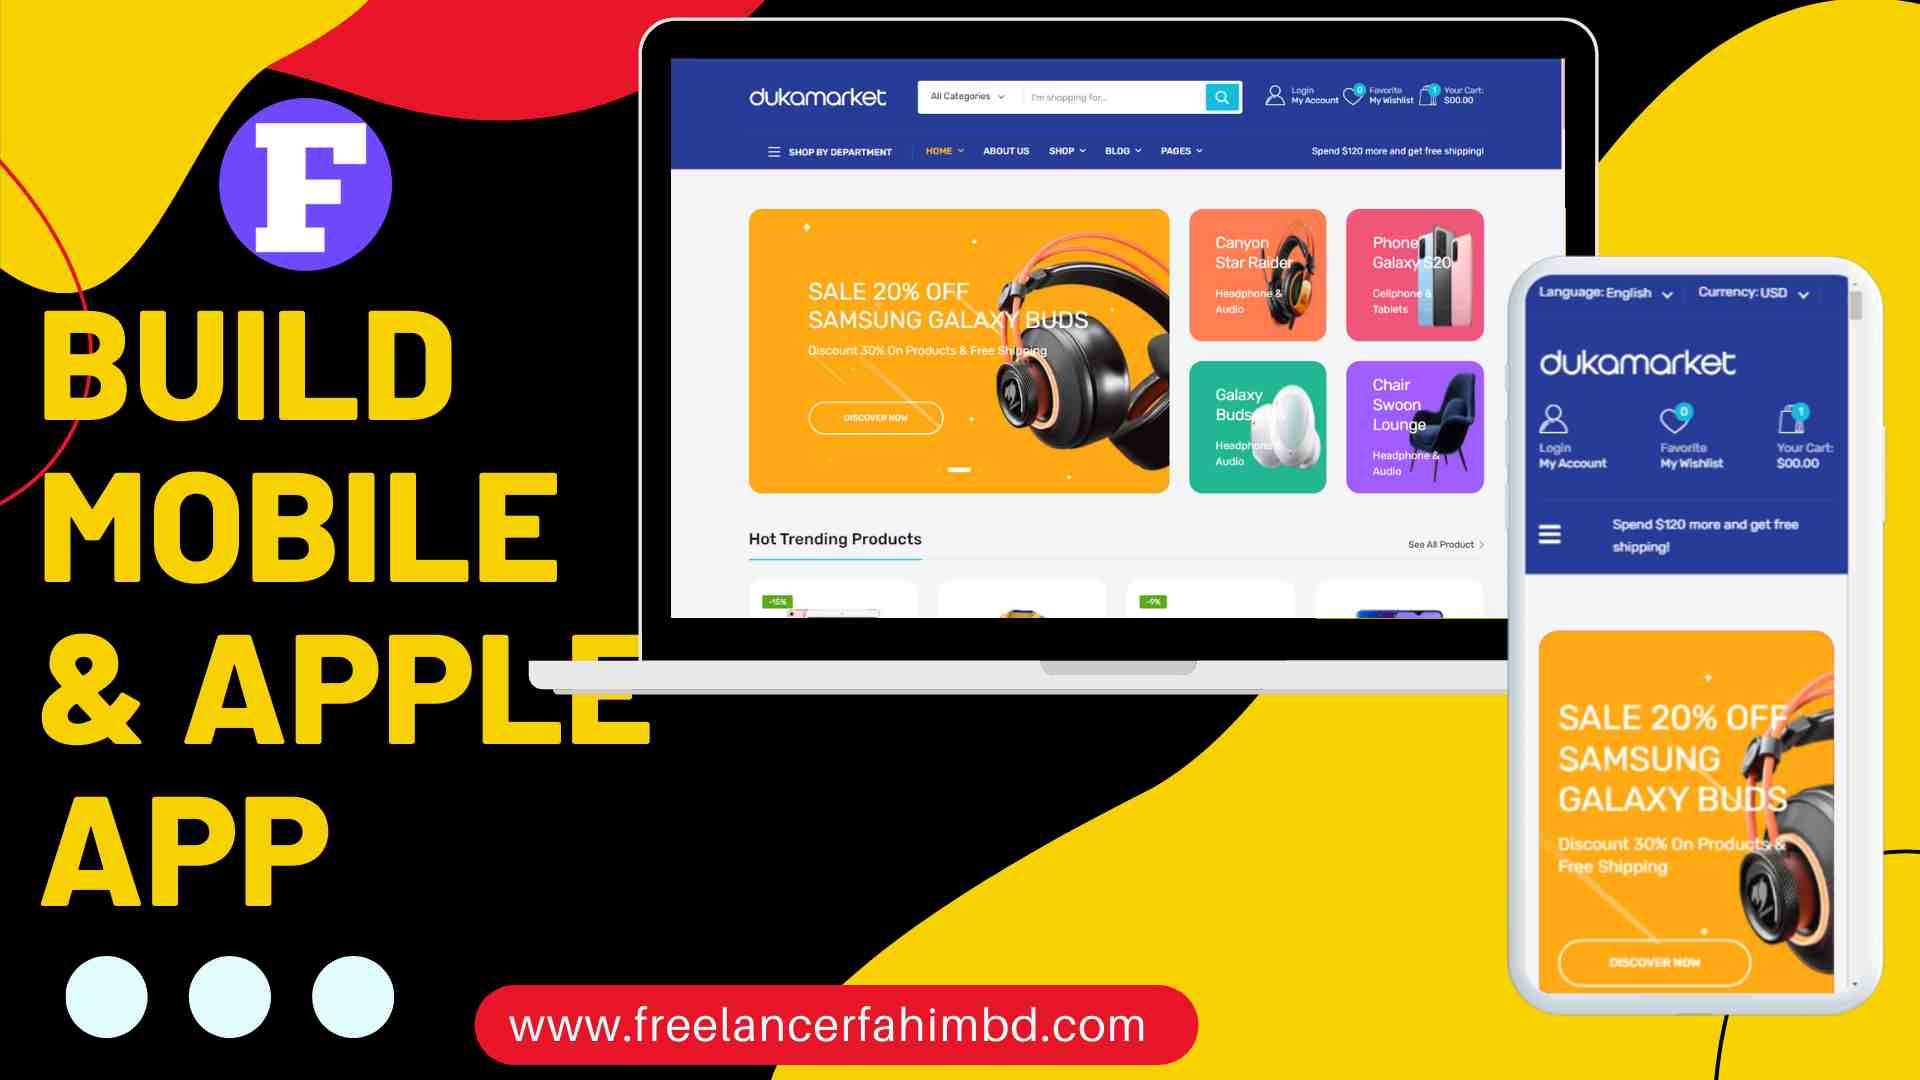 F
BUILD
MOBILE
& APPLE
APP
www.freelancerfahimbd.com
dukamarket
All Categories
I'm shopping for...
Login
My Account
0
Favorite
My Wishlist
1
Your Cart:
$00.00
SHOP BY DEPARTMENT
HOME
ABOUT US
SHOP
BLOG
PAGES
Spend $120 more and get free shipping!
SALE 20% OFF
SAMSUNG GALAXY BUDS
Discount 30% On Products & Free Shipping
DISCOVER NOW
Canyon
Star Raider
Headphone &
Audio
Phone
Galaxy S20
Cellphone &
Tablets
Galaxy
Buds
Headphone &
Audio
Chair
Swoon
Lounge
Headphone &
Audio
Hot Trending Products
See All Product
-15%
-9%
Language: English
Currency: USD
dukamarket
Login
My Account
0
Favorite
My Wishlist
1
Your Cart:
$00.00
Spend $120 more and get free
shipping!
SALE 20% OFF
SAMSUNG
GALAXY BUDS
Discount 30% On Products &
Free Shipping
DISCOVER NOW